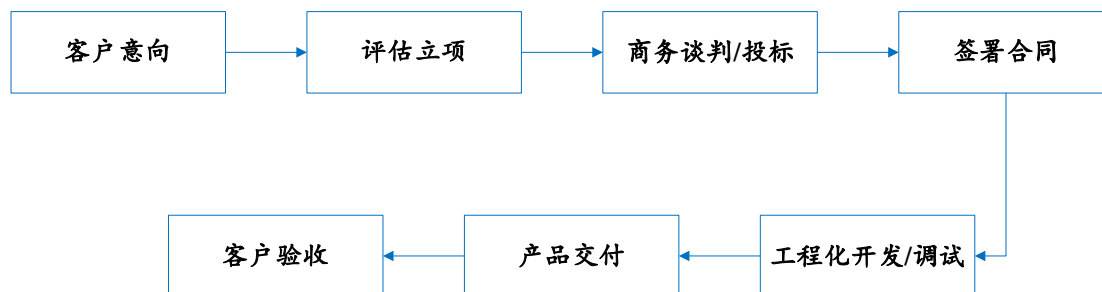 客户意向
评估立项
商务谈判/投标
签署合同
工程化开发/调试
产品交付
客户验收